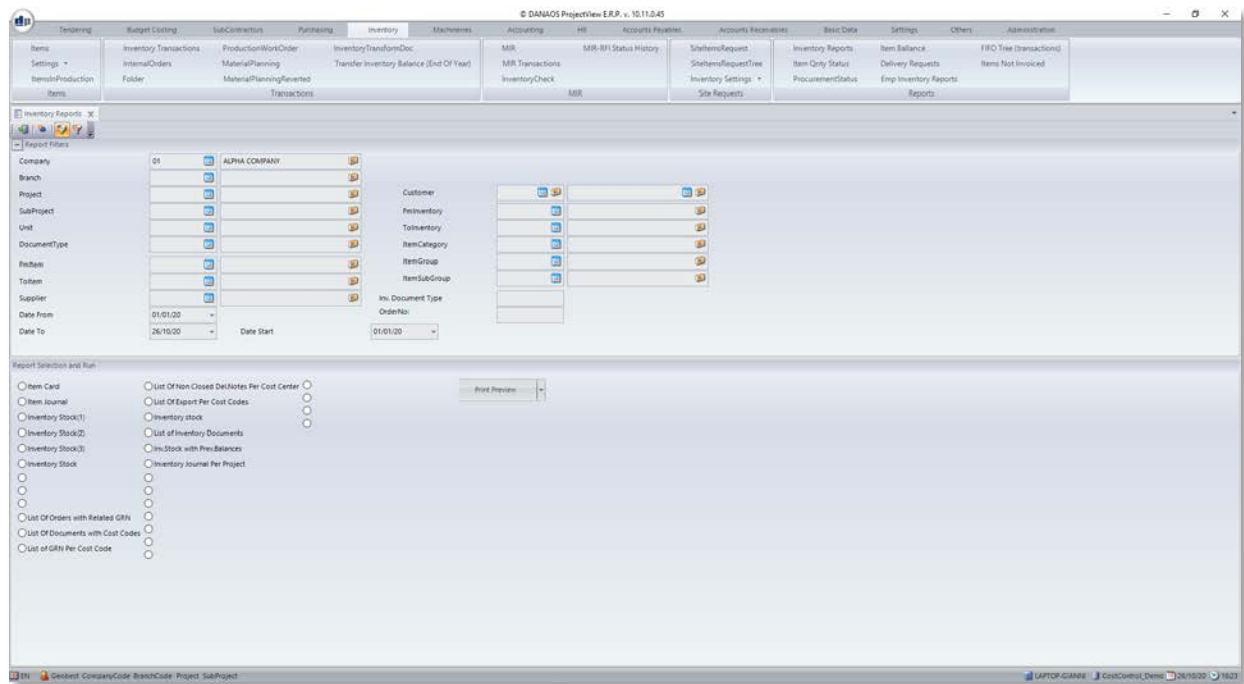 © DANAOS ProjectView E.R.P. v. 10.11.0.45
Tendering Budget Costing SubContractors Purchasing Inventory Machineries Accounting HR Accounts Payables Accounts Receivables Basic Data Settings Others Administration
Items Inventory Transactions ProductionWorkOrder InventoryTransformDoc MIR MIR-RFI Status History SiteItemsRequest Inventory Reports Item Ballance FIFO Tree (transactions)
Settings InternalOrders MaterialPlanning Transfer Inventory Balance (End Of Year) MIR Transactions SiteItemsRequestTree Item Qnty Status Delivery Requests Items Not Invoiced
ItemsInProduction Folder MaterialPlanningReverted InventoryCheck Inventory Settings ProcurementStatus Emp Inventory Reports
Items Transactions MIR Site Requests Reports
Inventory Reports X
Report Filters
Company 01 ALPHA COMPANY
Branch
Project Customer
SubProject FmInventory
Unit ToInventory
DocumentType ItemCategory
FmItem ItemGroup
ToItem ItemSubGroup
Supplier Inv. Document Type
Date From 01/01/20 OrderNo:
Date To 26/10/20 Date Start 01/01/20
Report Selection and Run
Item Card List Of Non Closed Del.Notes Per Cost Center Print Preview
Item Journal List Of Export Per Cost Codes
Inventory Stock(1) Inventory stock
Inventory Stock(2) List of Inventory Documents
Inventory Stock(3) Inv.Stock with Prev.Balances
Inventory Stock Inventory Journal Per Project
List Of Orders with Related GRN
List Of Documents with Cost Codes
List of GRN Per Cost Code
EN Geobest CompanyCode BranchCode Project SubProject LAPTOP-GIANNI CostControl_Demo 26/10/20 16:23